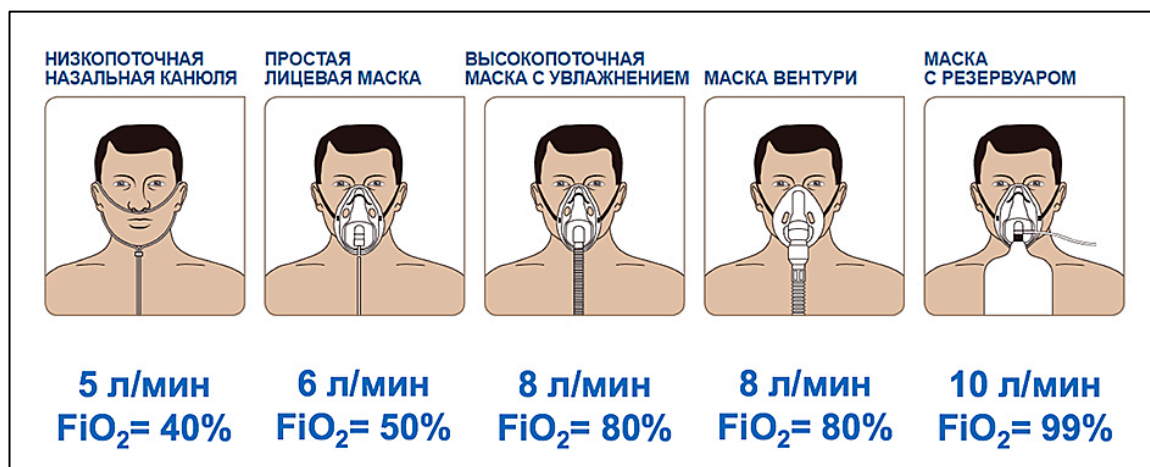 НИЗКОПОТОЧНАЯ
НАЗАЛЬНАЯ КАНЮЛЯ
ПРОСТАЯ
ЛИЦЕВАЯ МАСКА
ВЫСОКОПОТОЧНАЯ
МАСКА С УВЛАЖНЕНИЕМ
МАСКА ВЕНТУРИ
МАСКА
С РЕЗЕРВУАРОМ
5 л/мин
FiO₂= 40%
6 л/мин
FiO₂= 50%
8 л/мин
FiO₂= 80%
8 л/мин
FiO₂= 80%
10 л/мин
FiO₂= 99%